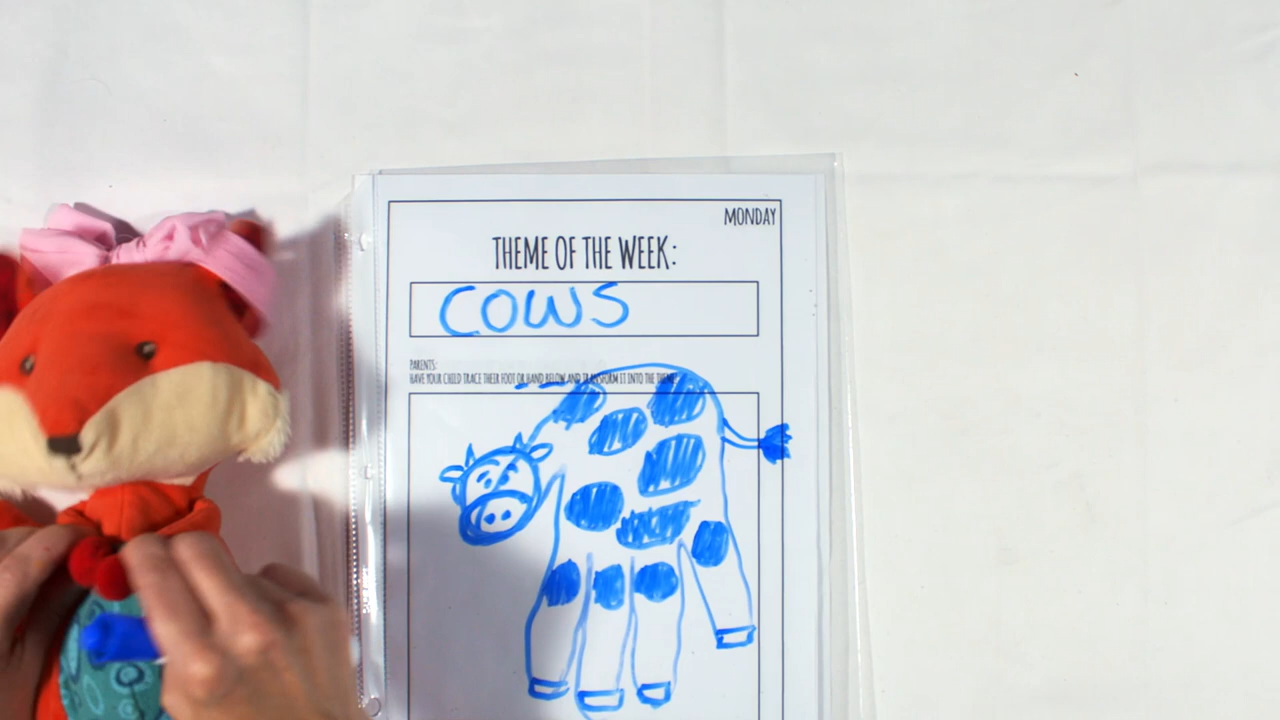 MONDAY
THEME OF THE WEEK:
COWS
PARENTS:
HAVE YOUR CHILD TRACE THEIR FOOT OR HAND BELOW AND TRANSFORM IT INTO THE THEME.